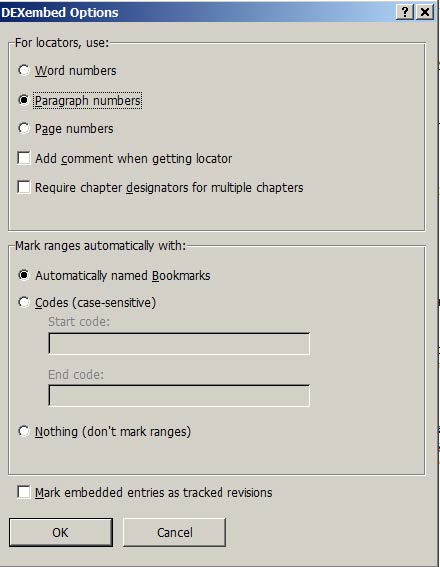 DEXembed Options
For locators, use:
Word numbers
Paragraph numbers
Page numbers
Add comment when getting locator
Require chapter designators for multiple chapters
Mark ranges automatically with:
Automatically named Bookmarks
Codes (case-sensitive)
Start code:
End code:
Nothing (don't mark ranges)
Mark embedded entries as tracked revisions
OK Cancel